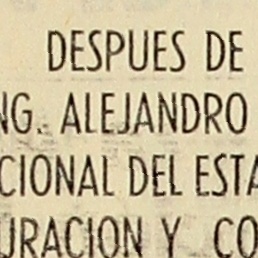 DESPUES DE
NG. ALEJANDRO
CIONAL DEL ESTA
URACION Y CO